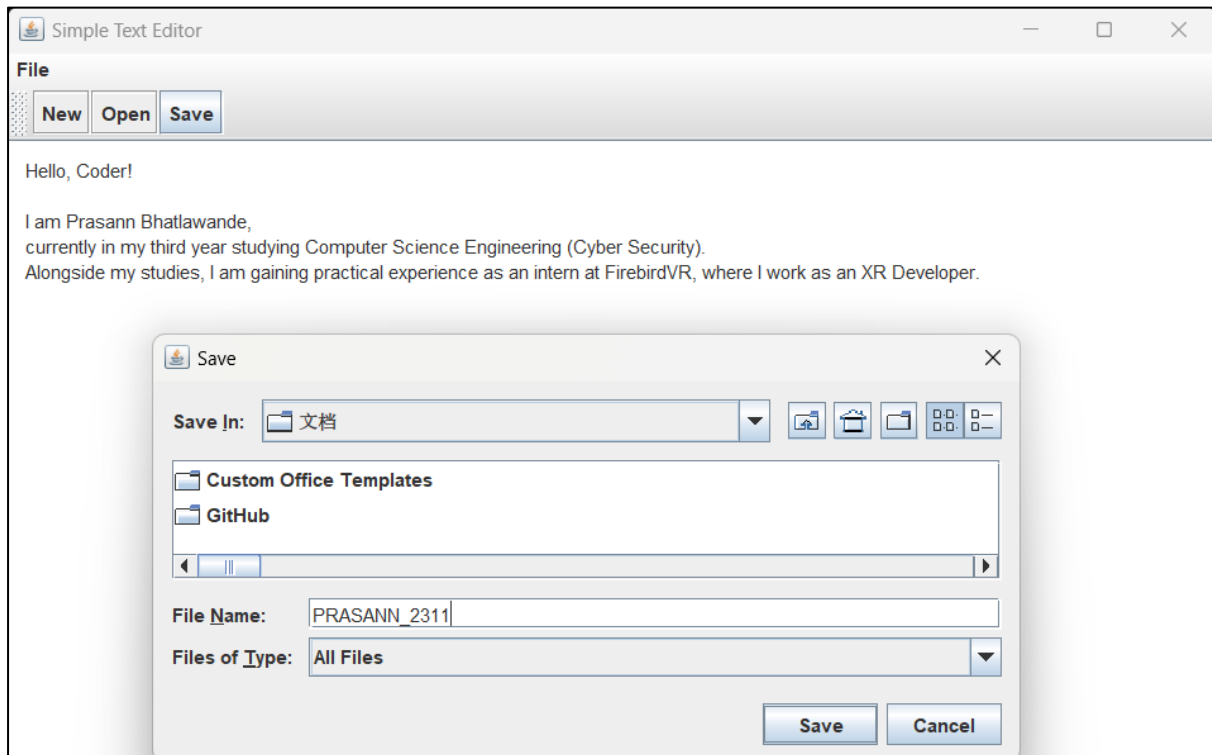 Simple Text Editor
File
New Open Save
Hello, Coder!
I am Prasann Bhatlawande,
currently in my third year studying Computer Science Engineering (Cyber Security).
Alongside my studies, I am gaining practical experience as an intern at FirebirdVR, where I work as an XR Developer.
Save
Save In: 文档
Custom Office Templates
GitHub
File Name: PRASANN_2311
Files of Type: All Files
Save Cancel